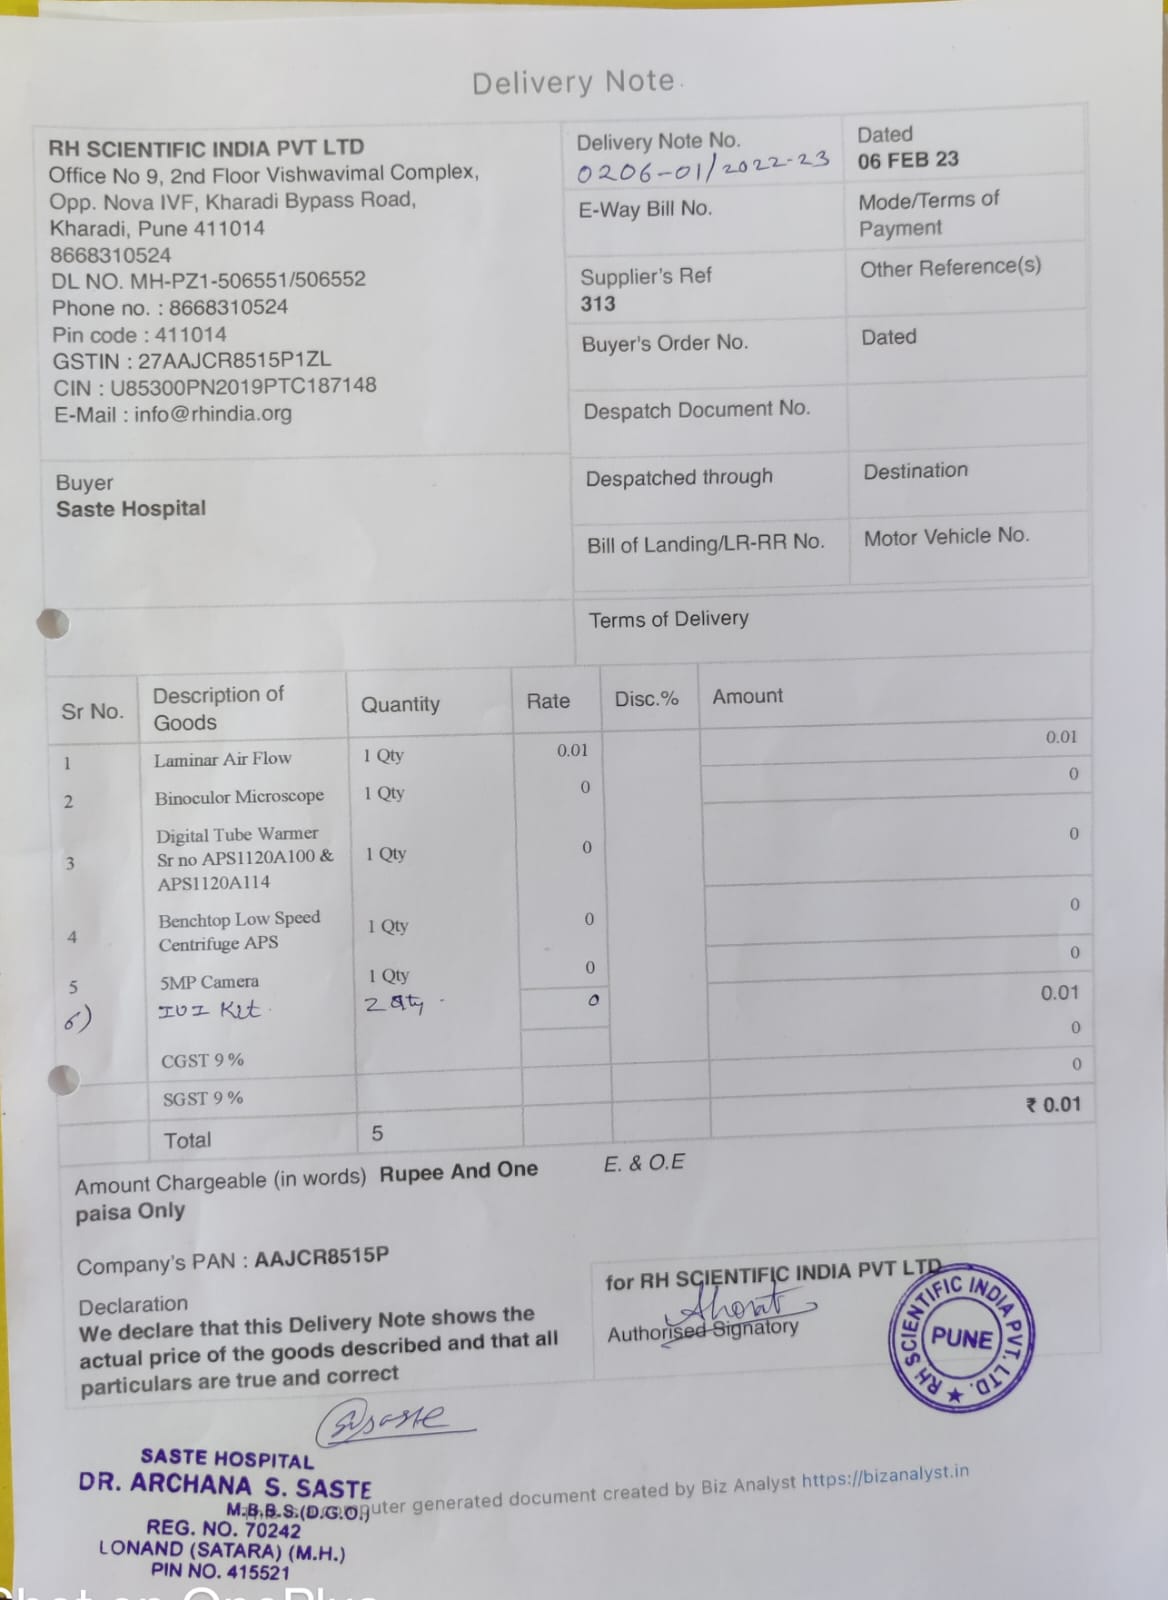 Delivery Note
RH SCIENTIFIC INDIA PVT LTD
Office No 9, 2nd Floor Vishwavimal Complex,
Opp. Nova IVF, Kharadi Bypass Road,
Kharadi, Pune 411014
8668310524
DL NO. MH-PZ1-506551/506552
Phone no. : 8668310524
Pin code : 411014
GSTIN : 27AAJCR8515P1ZL
CIN : U85300PN2019PTC187148
E-Mail : info@rhindia.org
Delivery Note No.
0206-01/2022-23
Dated
06 FEB 23
E-Way Bill No.
Mode/Terms of
Payment
Supplier's Ref
313
Other Reference(s)
Buyer's Order No.
Dated
Despatch Document No.
Buyer
Saste Hospital
Despatched through
Destination
Bill of Landing/LR-RR No.
Motor Vehicle No.
Terms of Delivery
Sr No. Description of Goods Quantity Rate Disc.% Amount
1 Laminar Air Flow 1 Qty 0.01 0.01
2 Binoculor Microscope 1 Qty 0 0
3 Digital Tube Warmer
Sr no APS1120A100 & 1 Qty 0 0
APS1120A114
4 Benchtop Low Speed
Centrifuge APS 1 Qty 0 0
5 5MP Camera 1 Qty 0 0
6) IUI Kit 2 Qty 0 0.01
CGST 9 % 0
SGST 9 % 0
Total 5 ₹ 0.01
Amount Chargeable (in words) Rupee And One
paisa Only
E. & O.E
Company's PAN : AAJCR8515P
Declaration
We declare that this Delivery Note shows the
actual price of the goods described and that all
particulars are true and correct
for RH SCIENTIFIC INDIA PVT LTD
Authorised Signatory
RH SCIENTIFIC INDIA PVT. LTD.
PUNE
Saste
SASTE HOSPITAL
DR. ARCHANA S. SASTE
M.B.B.S.(D.G.O.)
REG. NO. 70242
LONAND (SATARA) (M.H.)
PIN NO. 415521
computer generated document created by Biz Analyst https://bizanalyst.in